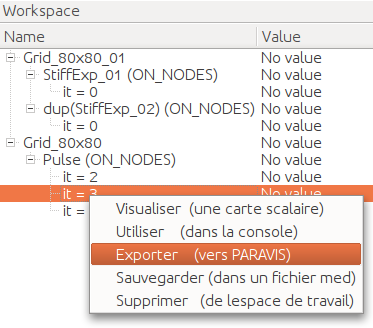 Workspace
Name Value
Grid_80x80_01 No value
StiffExp_01 (ON_NODES) No value
it = 0 No value
dup(StiffExp_02) (ON_NODES) No value
it = 0 No value
Grid_80x80 No value
Pulse (ON_NODES) No value
it = 2 No value
it = 3 No value
it =
Visualiser (une carte scalaire)
Utiliser (dans la console)
Exporter (vers PARAVIS)
Sauvegarder (dans un fichier med)
Supprimer (de lespace de travail)